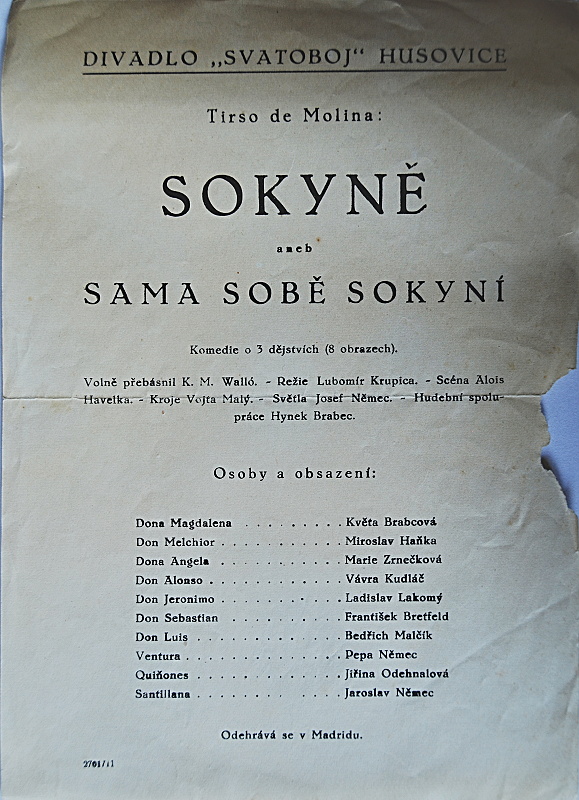 DIVADLO „SVATOBOJ“ HUSOVICE
Tirso de Molina:
SOKYNĚ
aneb
SAMA SOBĚ SOKYNÍ
Komedie o 3 dějstvích (8 obrazech).
Volně přebásnil K. M. Walló. - Režie Lubomír Krupica. - Scéna Alois
Havelka. - Kroje Vojta Malý. - Světla Josef Němec. - Hudební spolu-
práce Hynek Brabec.
Osoby a obsazení:
Dona Magdalena . . . . . . . . . Květa Brabcová
Don Melchior . . . . . . . . . . . Miroslav Haňka
Dona Angela . . . . . . . . . . . Marie Zrnečková
Don Alonso . . . . . . . . . . . . Vávra Kudláč
Don Jeronimo . . . . . . . . . . . Ladislav Lakomý
Don Sebastian . . . . . . . . . . František Bretfeld
Don Luis . . . . . . . . . . . . . Bedřich Malčík
Ventura . . . . . . . . . . . . . . Pepa Němec
Quiñones . . . . . . . . . . . . . Jiřina Odehnalová
Santillana . . . . . . . . . . . . Jaroslav Němec
Odehrává se v Madridu.